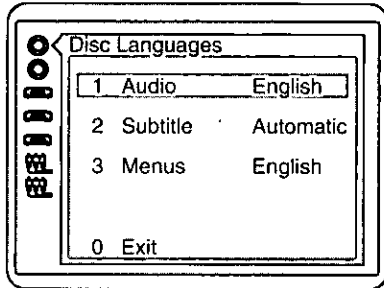 Disc Languages
1 Audio English
2 Subtitle Automatic
3 Menus English
0 Exit